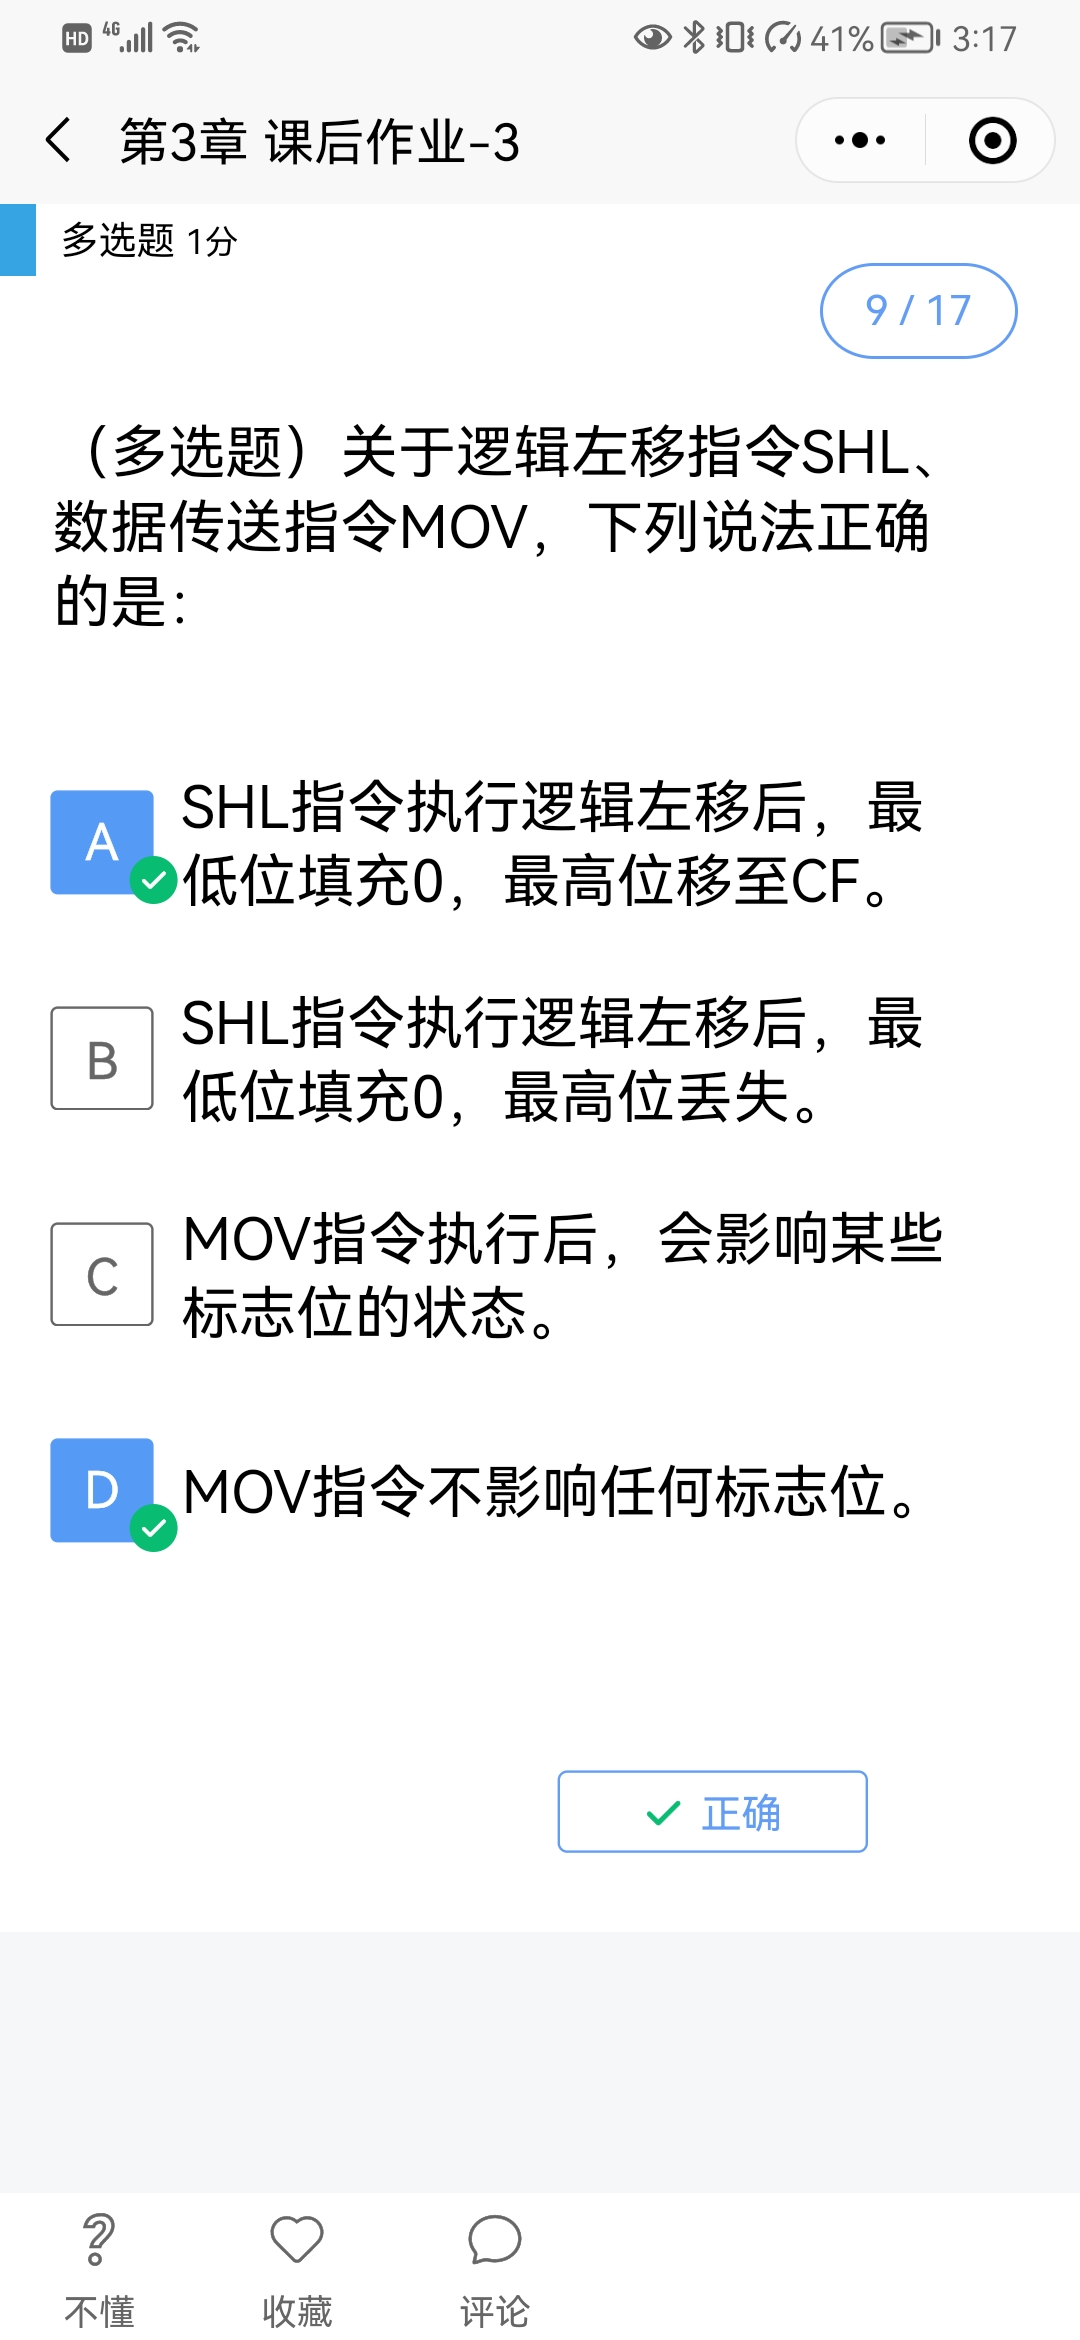 HD 4G 41% 3:17
第3章 课后作业-3
多选题 1分
9 / 17
（多选题）关于逻辑左移指令SHL、
数据传送指令MOV，下列说法正确
的是：
A SHL指令执行逻辑左移后，最
低位填充0，最高位移至CF。
B SHL指令执行逻辑左移后，最
低位填充0，最高位丢失。
C MOV指令执行后，会影响某些
标志位的状态。
D MOV指令不影响任何标志位。
正确
不懂 收藏 评论